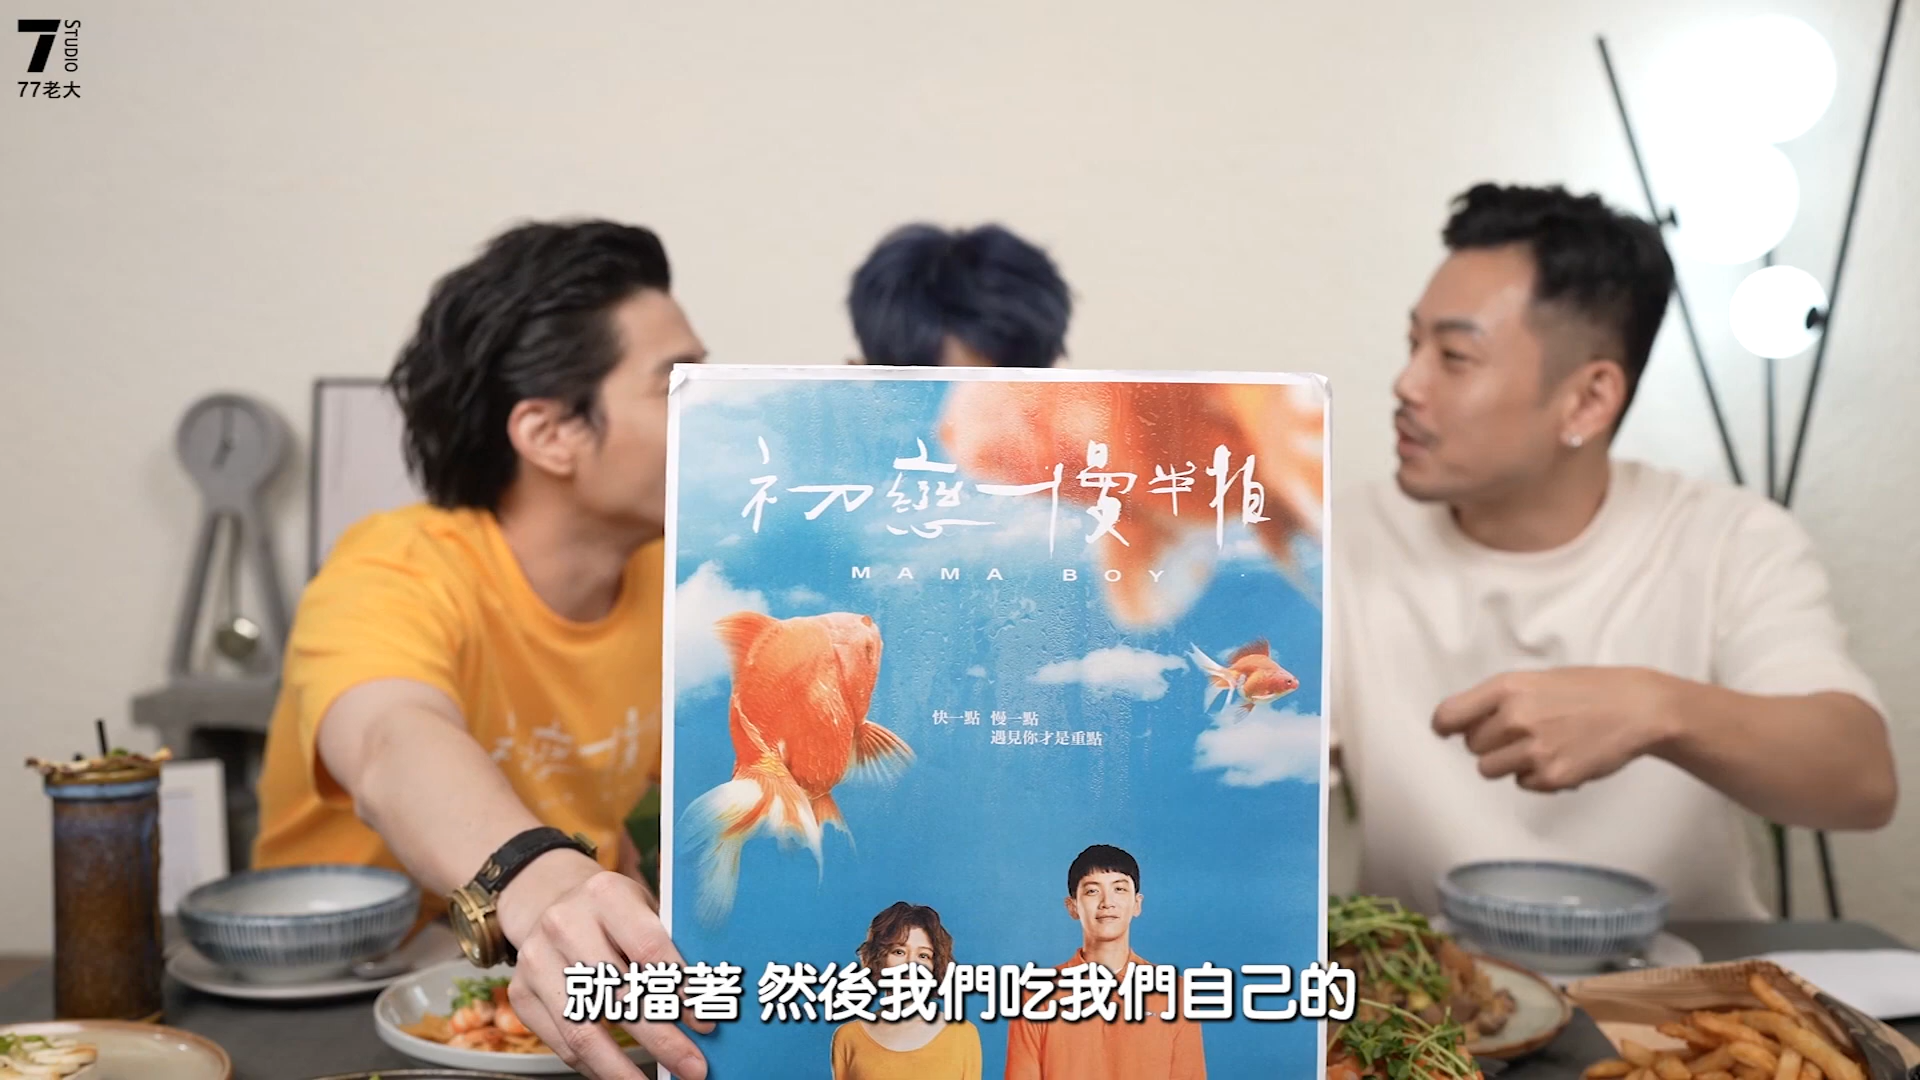 7 STUDIO
77老大
初戀慢半拍
MAMA BOY
快一點 慢一點
遇見你才是重點
就擋著 然後我們吃我們自己的